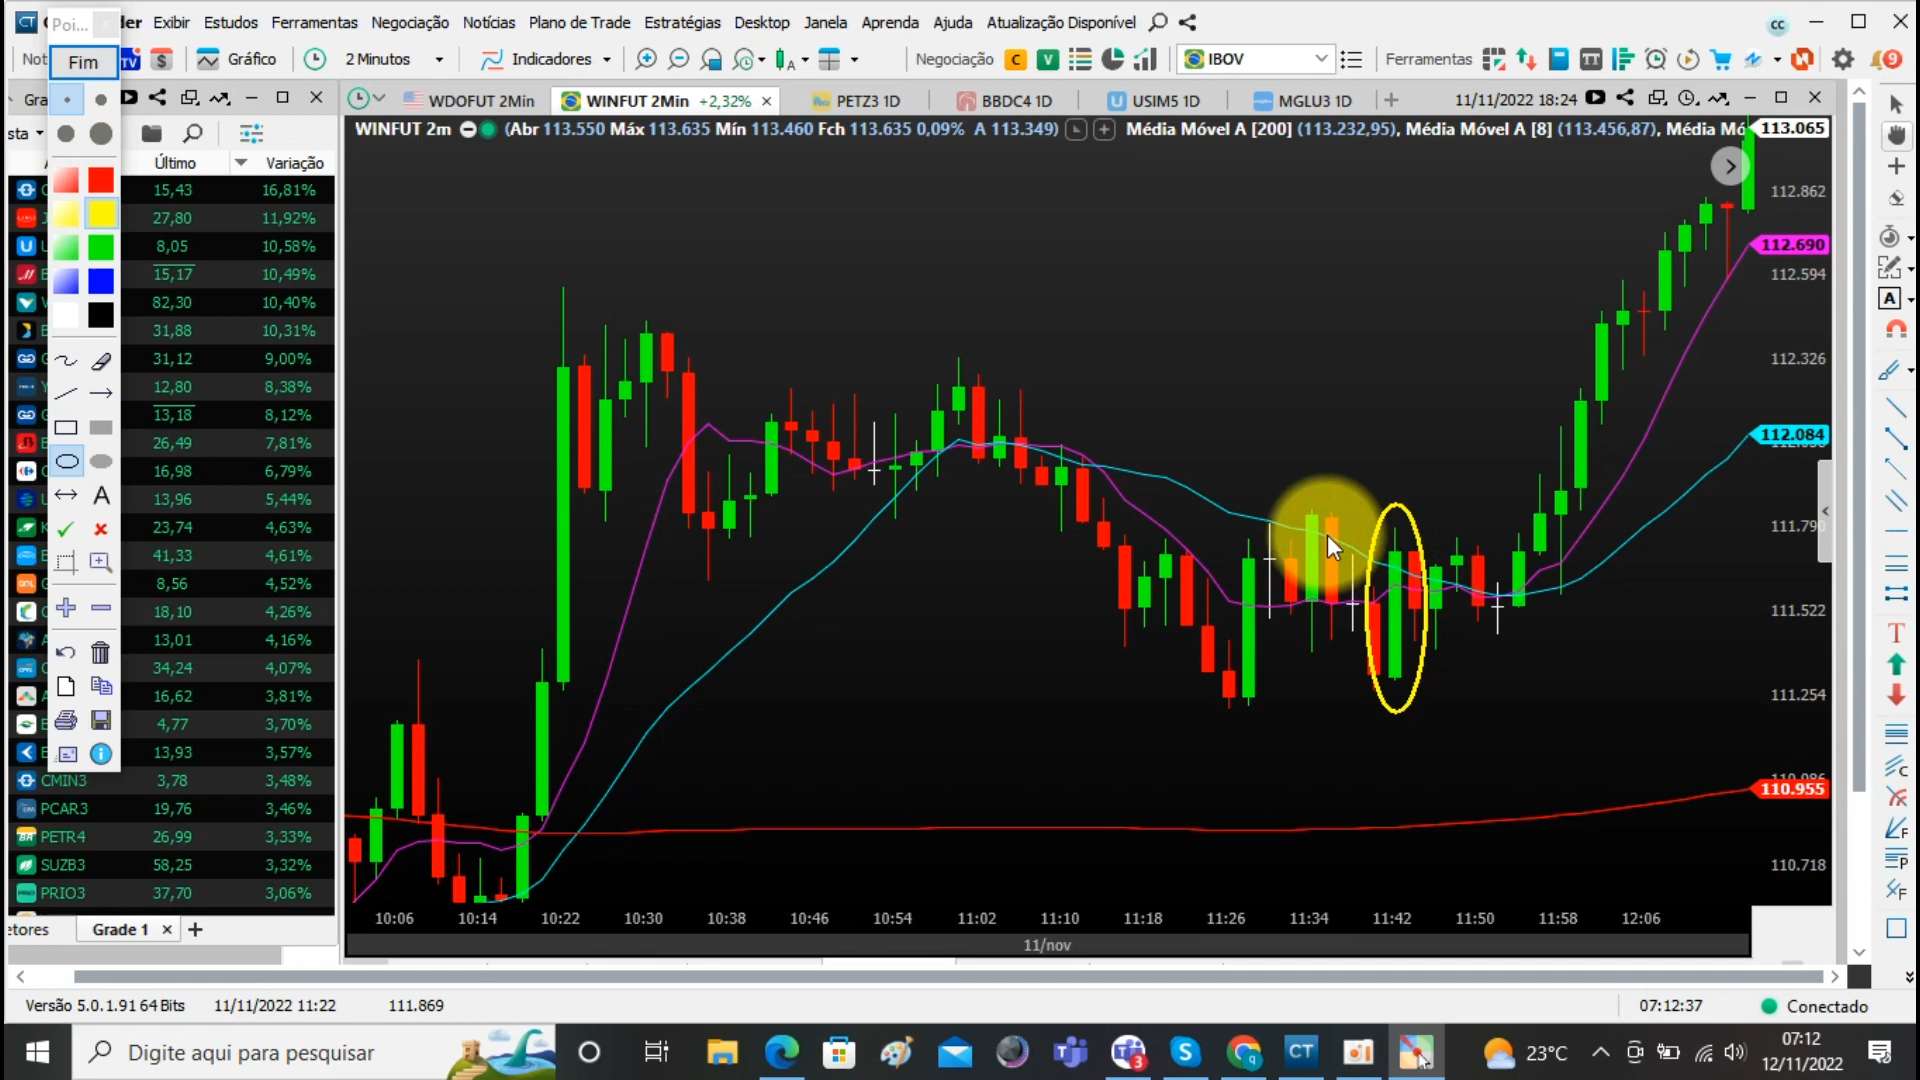 Poi...
der Exibir Estudos Ferramentas Negociação Notícias Plano de Trade Estratégias Desktop Janela Aprenda Ajuda Atualização Disponível
CT
cc
Fim
Not
TV
Gráfico
2 Minutos
Indicadores
Negociação
C
V
IBOV
Ferramentas
9
Gra
WDOFUT 2Min
WINFUT 2Min +2,32%
PETZ3 1D
BBDC4 1D
USIM5 1D
MGLU3 1D
11/11/2022 18:24
sta
WINFUT 2m (Abr 113.550 Máx 113.635 Mín 113.460 Fch 113.635 0,09% A 113.349) Média Móvel A [200] (113.232,95), Média Móvel A [8] (113.456,87), Média Mó
Último Variação
15,43 16,81%
27,80 11,92%
8,05 10,58%
15,17 10,49%
82,30 10,40%
31,88 10,31%
31,12 9,00%
12,80 8,38%
13,18 8,12%
26,49 7,81%
16,98 6,79%
13,96 5,44%
23,74 4,63%
41,33 4,61%
8,56 4,52%
18,10 4,26%
13,01 4,16%
34,24 4,07%
16,62 3,81%
4,77 3,70%
13,93 3,57%
CMIN3 3,78 3,48%
PCAR3 19,76 3,46%
PETR4 26,99 3,33%
SUZB3 58,25 3,32%
PRIO3 37,70 3,06%
113.065
112.862
112.690
112.594
112.326
112.084
111.790
111.522
111.254
110.955
110.718
10:06 10:14 10:22 10:30 10:38 10:46 10:54 11:02 11:10 11:18 11:26 11:34 11:42 11:50 11:58 12:06
11/nov
etores
Grade 1
Versão 5.0.1.91 64 Bits
11/11/2022 11:22
111.869
07:12:37
Conectado
Digite aqui para pesquisar
3
CT
23°C
07:12
12/11/2022